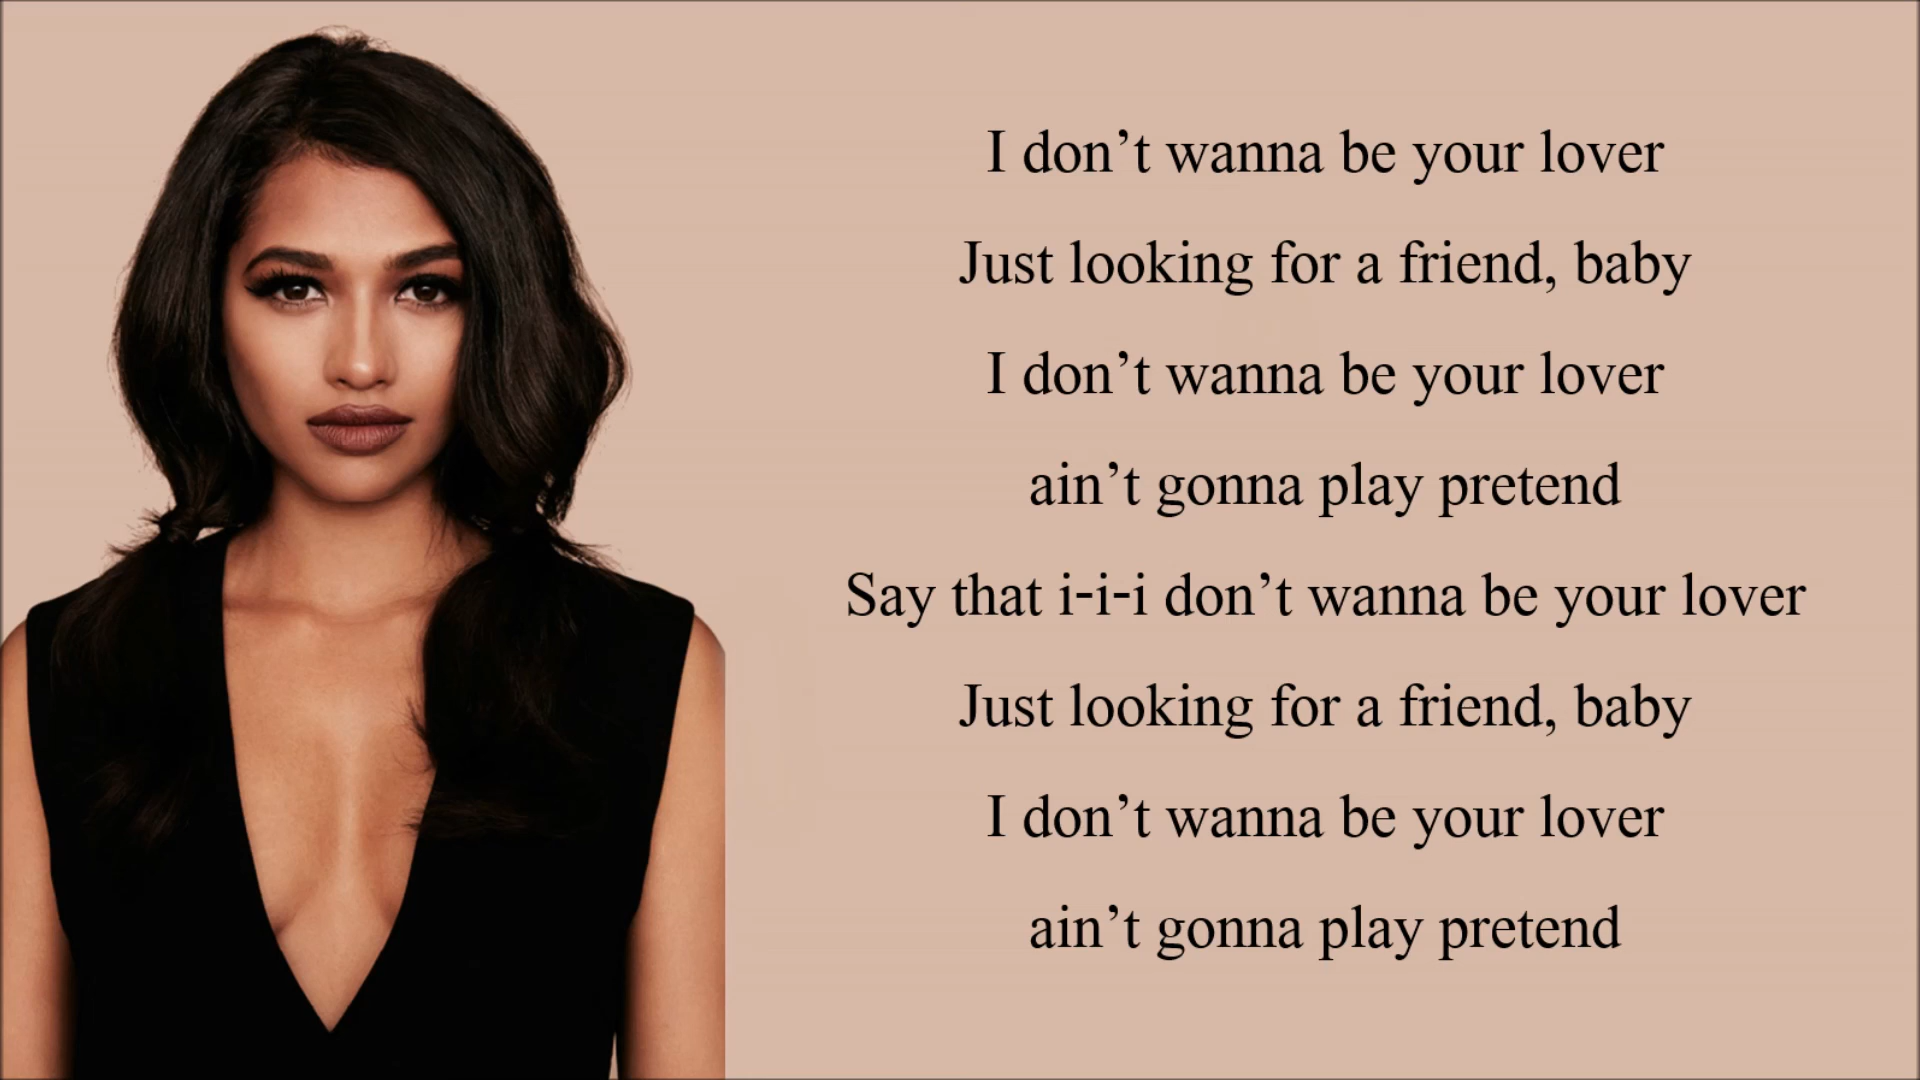 I don’t wanna be your lover
Just looking for a friend, baby
I don’t wanna be your lover
ain’t gonna play pretend
Say that i-i-i don’t wanna be your lover
Just looking for a friend, baby
I don’t wanna be your lover
ain’t gonna play pretend